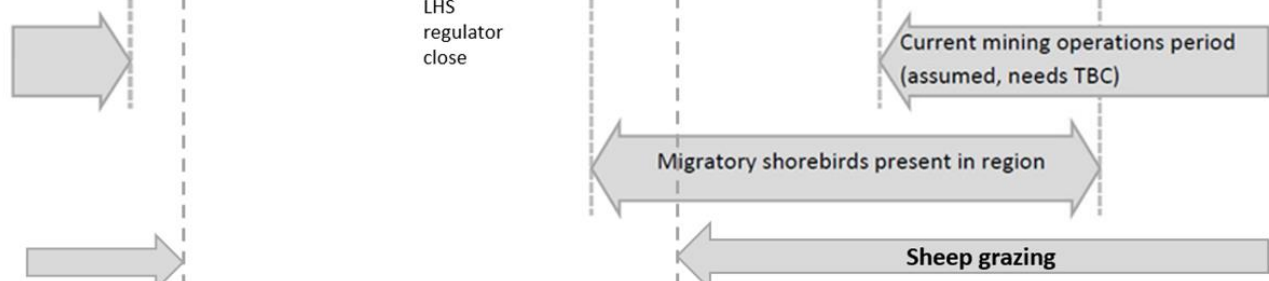 LHS
regulator
close
Current mining operations period
(assumed, needs TBC)
Migratory shorebirds present in region
Sheep grazing